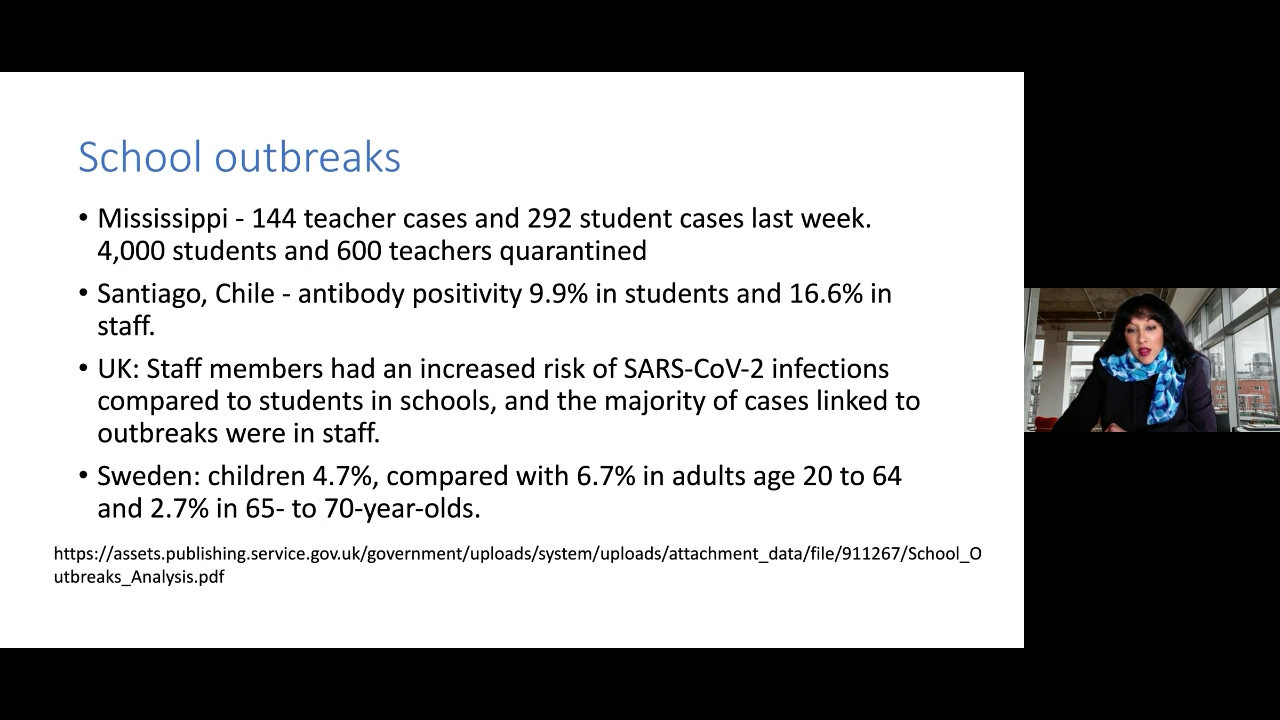 School outbreaks
• Mississippi - 144 teacher cases and 292 student cases last week.
4,000 students and 600 teachers quarantined
• Santiago, Chile - antibody positivity 9.9% in students and 16.6% in
staff.
• UK: Staff members had an increased risk of SARS-CoV-2 infections
compared to students in schools, and the majority of cases linked to
outbreaks were in staff.
• Sweden: children 4.7%, compared with 6.7% in adults age 20 to 64
and 2.7% in 65- to 70-year-olds.
https://assets.publishing.service.gov.uk/government/uploads/system/uploads/attachment_data/file/911267/School_O
utbreaks_Analysis.pdf